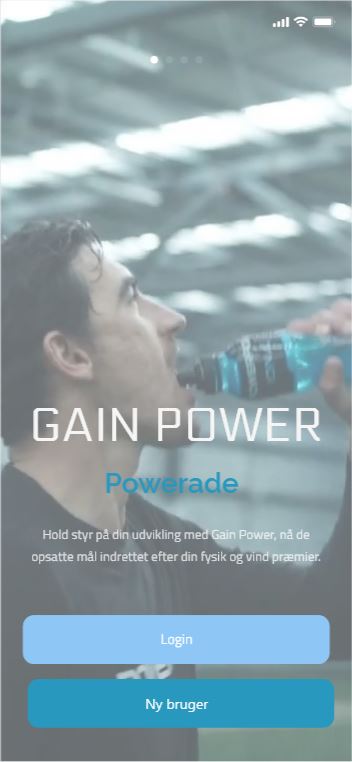 GAIN POWER
Powerade
Hold styr på din udvikling med Gain Power, nå de
opsatte mål indrettet efter din fysik og vind præmier.
Login
Ny bruger